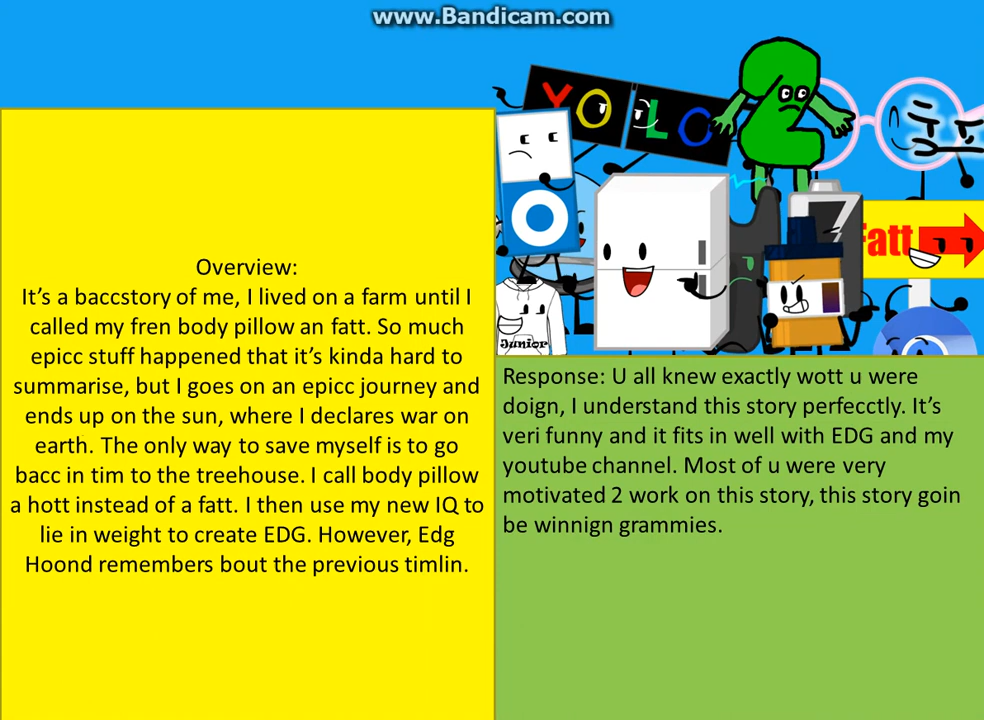 www.Bandicam.com
YOLO
Fatt
Junior
Overview:
It’s a baccstory of me, I lived on a farm until I
called my fren body pillow an fatt. So much
epicc stuff happened that it’s kinda hard to
summarise, but I goes on an epicc journey and
ends up on the sun, where I declares war on
earth. The only way to save myself is to go
bacc in tim to the treehouse. I call body pillow
a hott instead of a fatt. I then use my new IQ to
lie in weight to create EDG. However, Edg
Hoond remembers bout the previous timlin.
Response: U all knew exactly wott u were
doign, I understand this story perfecctly. It’s
veri funny and it fits in well with EDG and my
youtube channel. Most of u were very
motivated 2 work on this story, this story goin
be winnign grammies.